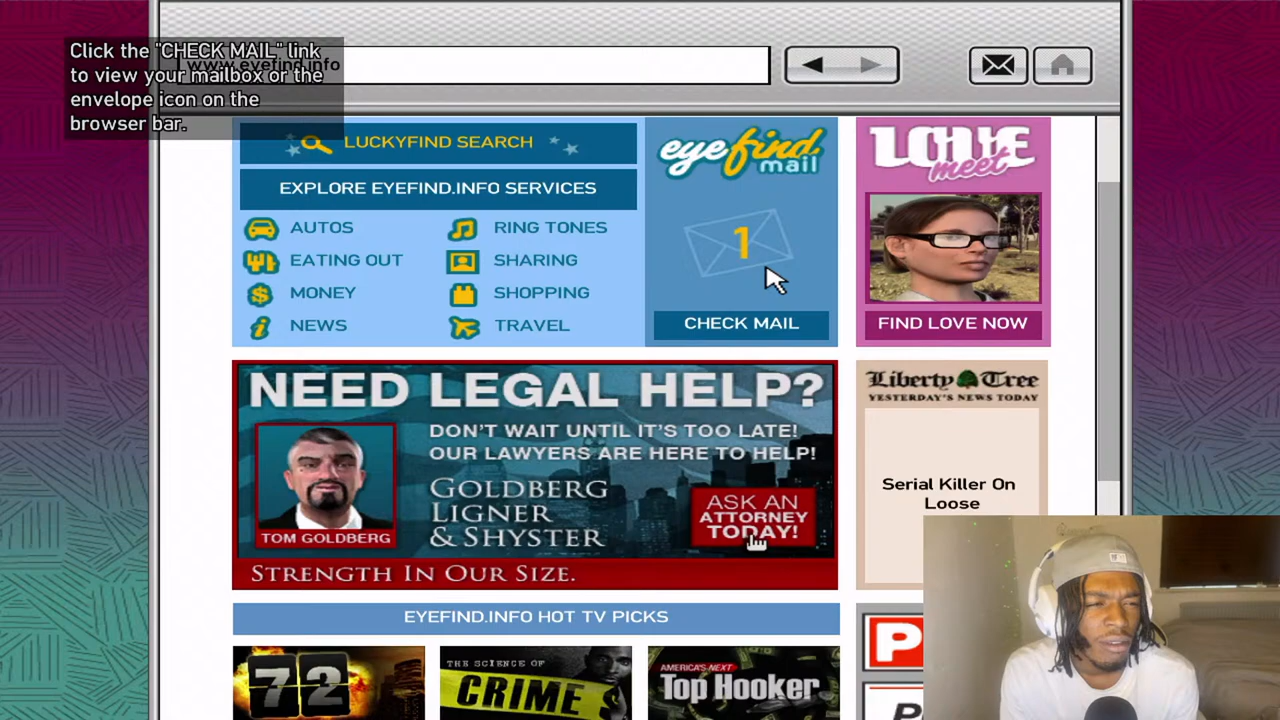 Click the "CHECK MAIL" link
to view your mailbox or the
envelope icon on the
browser bar.
www.eyefind.info
LUCKYFIND SEARCH
EXPLORE EYEFIND.INFO SERVICES
AUTOS
RING TONES
EATING OUT
SHARING
MONEY
SHOPPING
NEWS
TRAVEL
eyefind
mail
1
CHECK MAIL
LOVE
meet
FIND LOVE NOW
NEED LEGAL HELP?
DON'T WAIT UNTIL IT'S TOO LATE!
OUR LAWYERS ARE HERE TO HELP!
GOLDBERG
LIGNER
& SHYSTER
ASK AN
ATTORNEY
TODAY!
TOM GOLDBERG
STRENGTH IN OUR SIZE.
Liberty Tree
YESTERDAY'S NEWS TODAY
Serial Killer On
Loose
EYEFIND.INFO HOT TV PICKS
72
THE SCIENCE OF
CRIME
AMERICA'S NEXT
Top Hooker
P
P